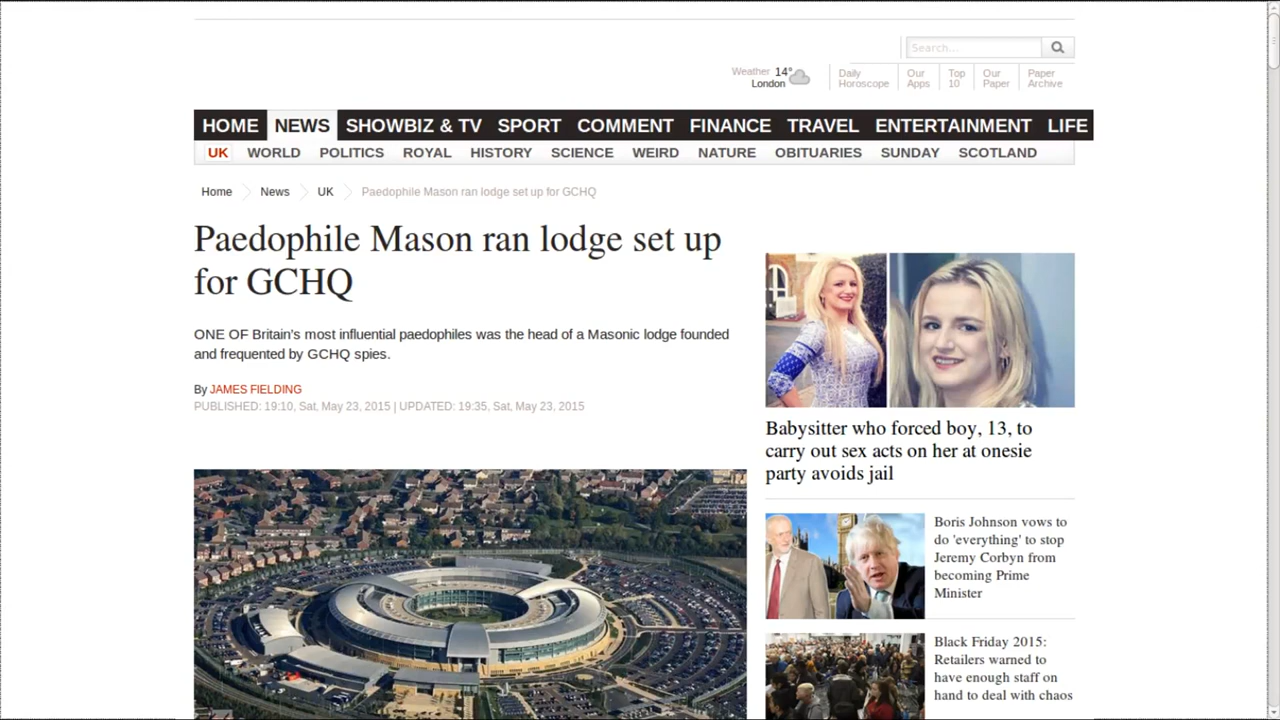 Search...
Weather 14°
London
Daily
Horoscope
Our
Apps
Top
10
Our
Paper
Paper
Archive
HOME NEWS SHOWBIZ & TV SPORT COMMENT FINANCE TRAVEL ENTERTAINMENT LIFE
UK WORLD POLITICS ROYAL HISTORY SCIENCE WEIRD NATURE OBITUARIES SUNDAY SCOTLAND
Home News UK Paedophile Mason ran lodge set up for GCHQ
Paedophile Mason ran lodge set up
for GCHQ
ONE OF Britain's most influential paedophiles was the head of a Masonic lodge founded
and frequented by GCHQ spies.
By JAMES FIELDING
PUBLISHED: 19:10, Sat, May 23, 2015 | UPDATED: 19:35, Sat, May 23, 2015
Babysitter who forced boy, 13, to
carry out sex acts on her at onesie
party avoids jail
Boris Johnson vows to
do 'everything' to stop
Jeremy Corbyn from
becoming Prime
Minister
Black Friday 2015:
Retailers warned to
have enough staff on
hand to deal with chaos